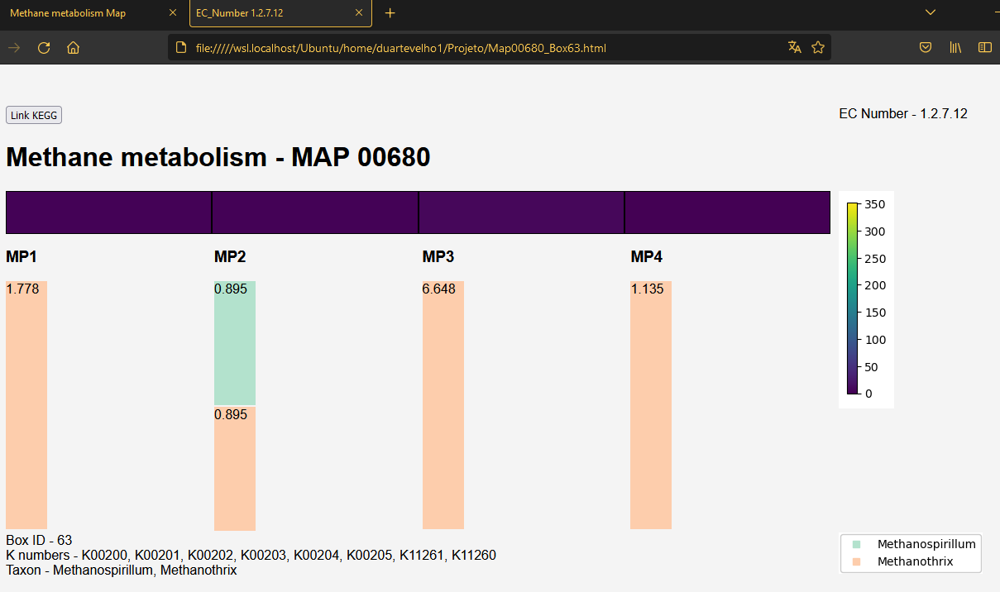 Methane metabolism Map
EC_Number 1.2.7.12
file://///wsl.localhost/Ubuntu/home/duartevelho1/Projeto/Map00680_Box63.html
Link KEGG
EC Number - 1.2.7.12
Methane metabolism - MAP 00680
MP1
MP2
MP3
MP4
1.778
0.895
6.648
1.135
0.895
350
300
250
200
150
100
50
0
Box ID - 63
K numbers - K00200, K00201, K00202, K00203, K00204, K00205, K11261, K11260
Taxon - Methanospirillum, Methanothrix
Methanospirillum
Methanothrix